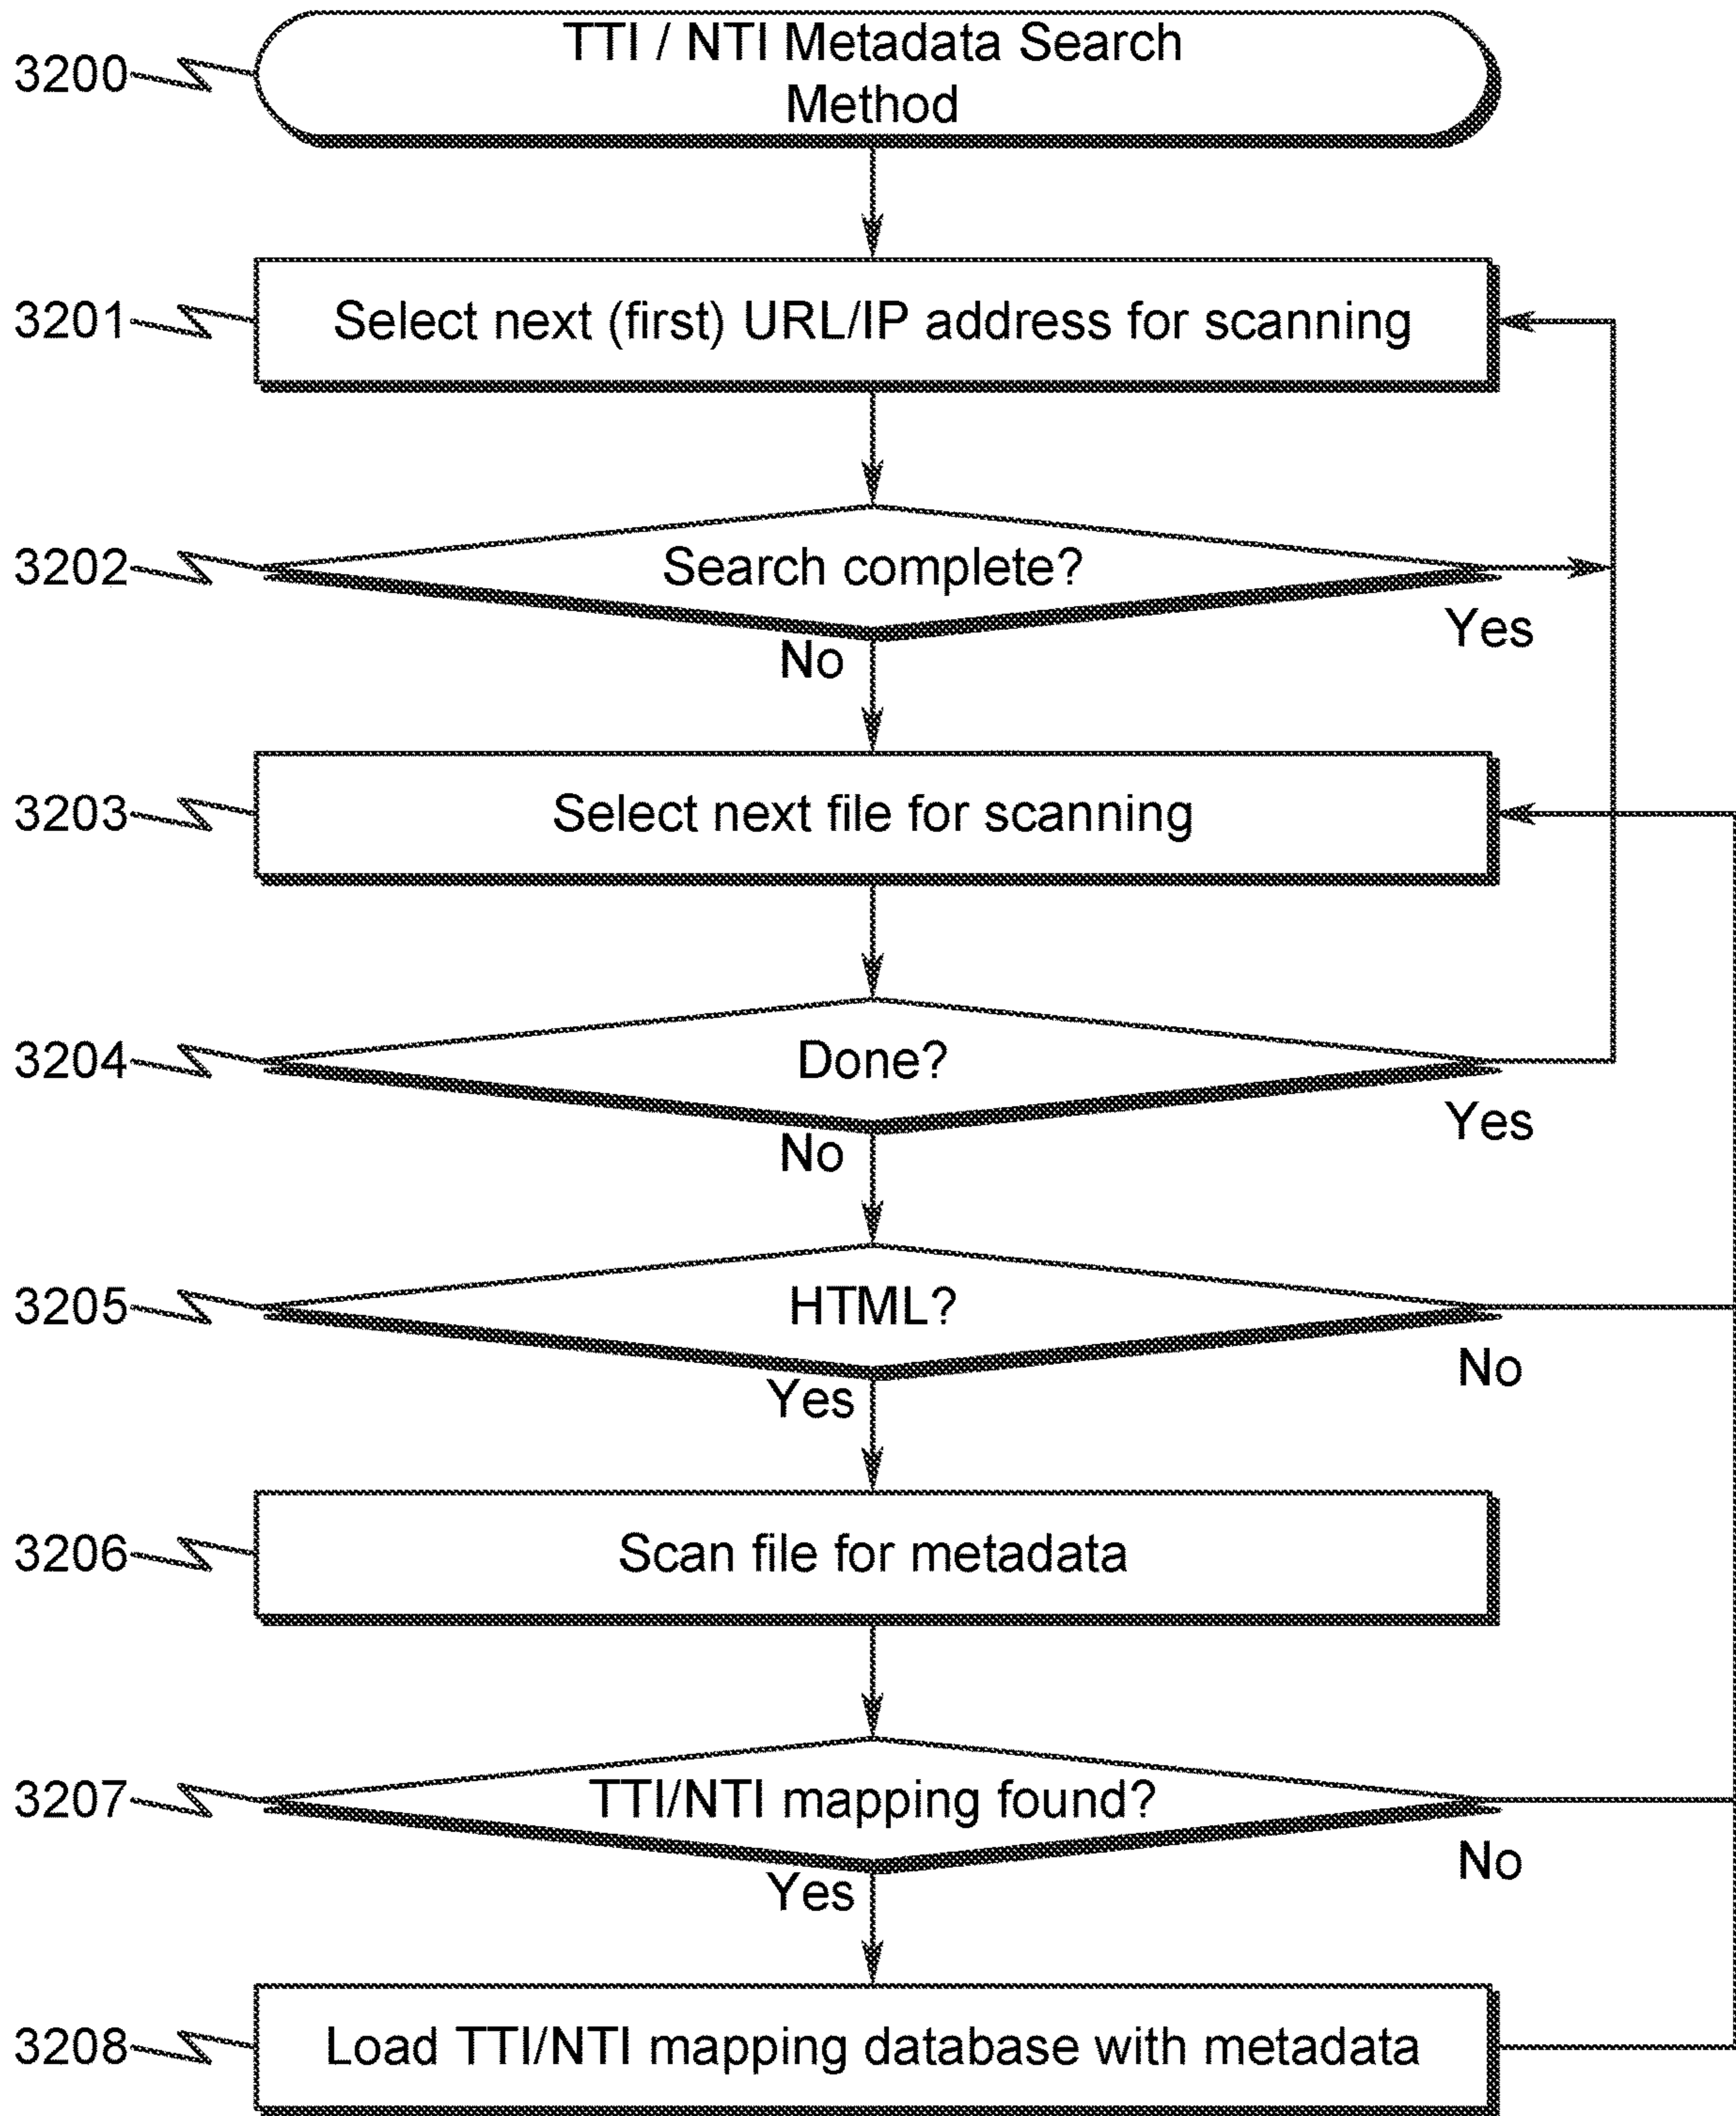 3200
TTI / NTI Metadata Search
Method
3201
Select next (first) URL/IP address for scanning
3202
Search complete?
Yes
No
3203
Select next file for scanning
3204
Done?
Yes
No
3205
HTML?
No
Yes
3206
Scan file for metadata
3207
TTI/NTI mapping found?
No
Yes
3208
Load TTI/NTI mapping database with metadata